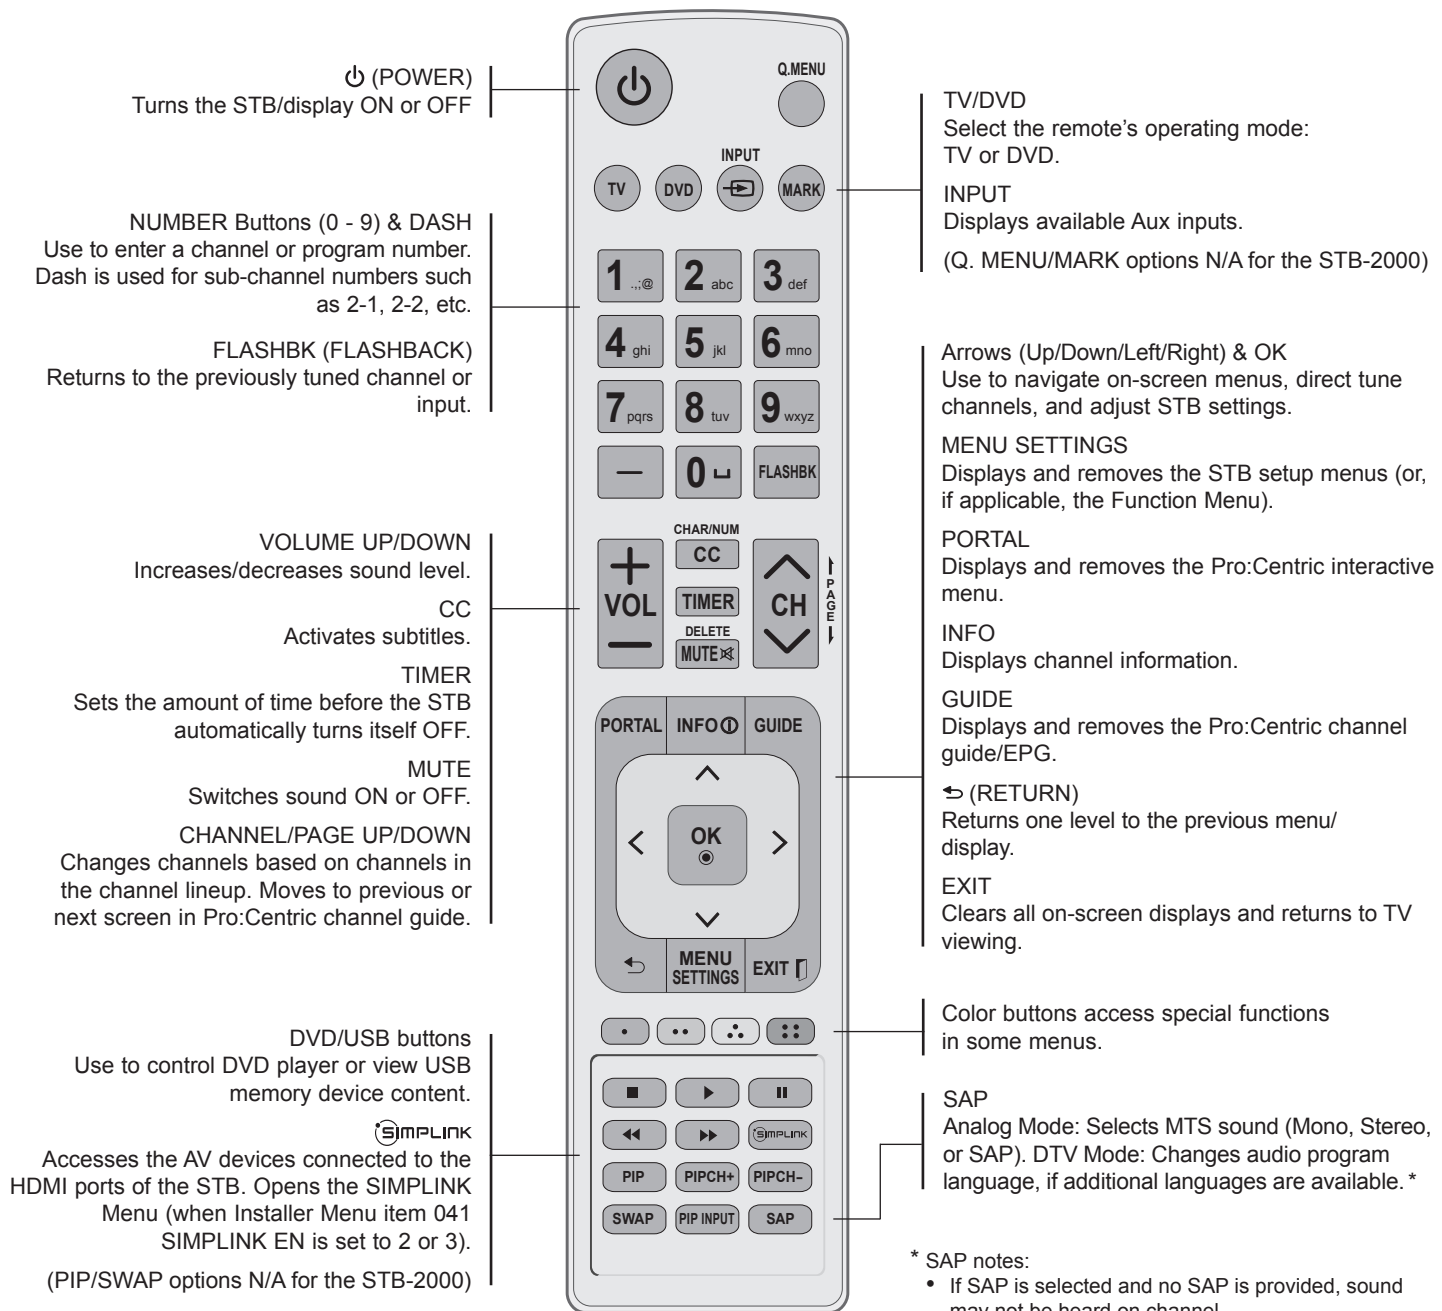 (POWER)
Turns the STB/display ON or OFF
NUMBER Buttons (0 - 9) & DASH
Use to enter a channel or program number.
Dash is used for sub-channel numbers such
as 2-1, 2-2, etc.
FLASHBK (FLASHBACK)
Returns to the previously tuned channel or
input.
VOLUME UP/DOWN
Increases/decreases sound level.
CC
Activates subtitles.
TIMER
Sets the amount of time before the STB
automatically turns itself OFF.
MUTE
Switches sound ON or OFF.
CHANNEL/PAGE UP/DOWN
Changes channels based on channels in
the channel lineup. Moves to previous or
next screen in Pro:Centric channel guide.
DVD/USB buttons
Use to control DVD player or view USB
memory device content.
SIMPLINK
Accesses the AV devices connected to the
HDMI ports of the STB. Opens the SIMPLINK
Menu (when Installer Menu item 041
SIMPLINK EN is set to 2 or 3).
(PIP/SWAP options N/A for the STB-2000)
Q.MENU
INPUT
TV DVD MARK
1 .,;@ 2 abc 3 def
4 ghi 5 jkl 6 mno
7 pqrs 8 tuv 9 wxyz
— 0 FLASHBK
CHAR/NUM
CC
VOL TIMER CH
PAGE
DELETE
MUTE
PORTAL INFO GUIDE
OK
MENU
SETTINGS
EXIT
SIMPLINK
PIP PIPCH+ PIPCH-
SWAP PIP INPUT SAP
TV/DVD
Select the remote's operating mode:
TV or DVD.
INPUT
Displays available Aux inputs.
(Q. MENU/MARK options N/A for the STB-2000)
Arrows (Up/Down/Left/Right) & OK
Use to navigate on-screen menus, direct tune
channels, and adjust STB settings.
MENU SETTINGS
Displays and removes the STB setup menus (or,
if applicable, the Function Menu).
PORTAL
Displays and removes the Pro:Centric interactive
menu.
INFO
Displays channel information.
GUIDE
Displays and removes the Pro:Centric channel
guide/EPG.
(RETURN)
Returns one level to the previous menu/
display.
EXIT
Clears all on-screen displays and returns to TV
viewing.
Color buttons access special functions
in some menus.
SAP
Analog Mode: Selects MTS sound (Mono, Stereo,
or SAP). DTV Mode: Changes audio program
language, if additional languages are available. *
* SAP notes:
• If SAP is selected and no SAP is provided, sound
may not be heard on channel.